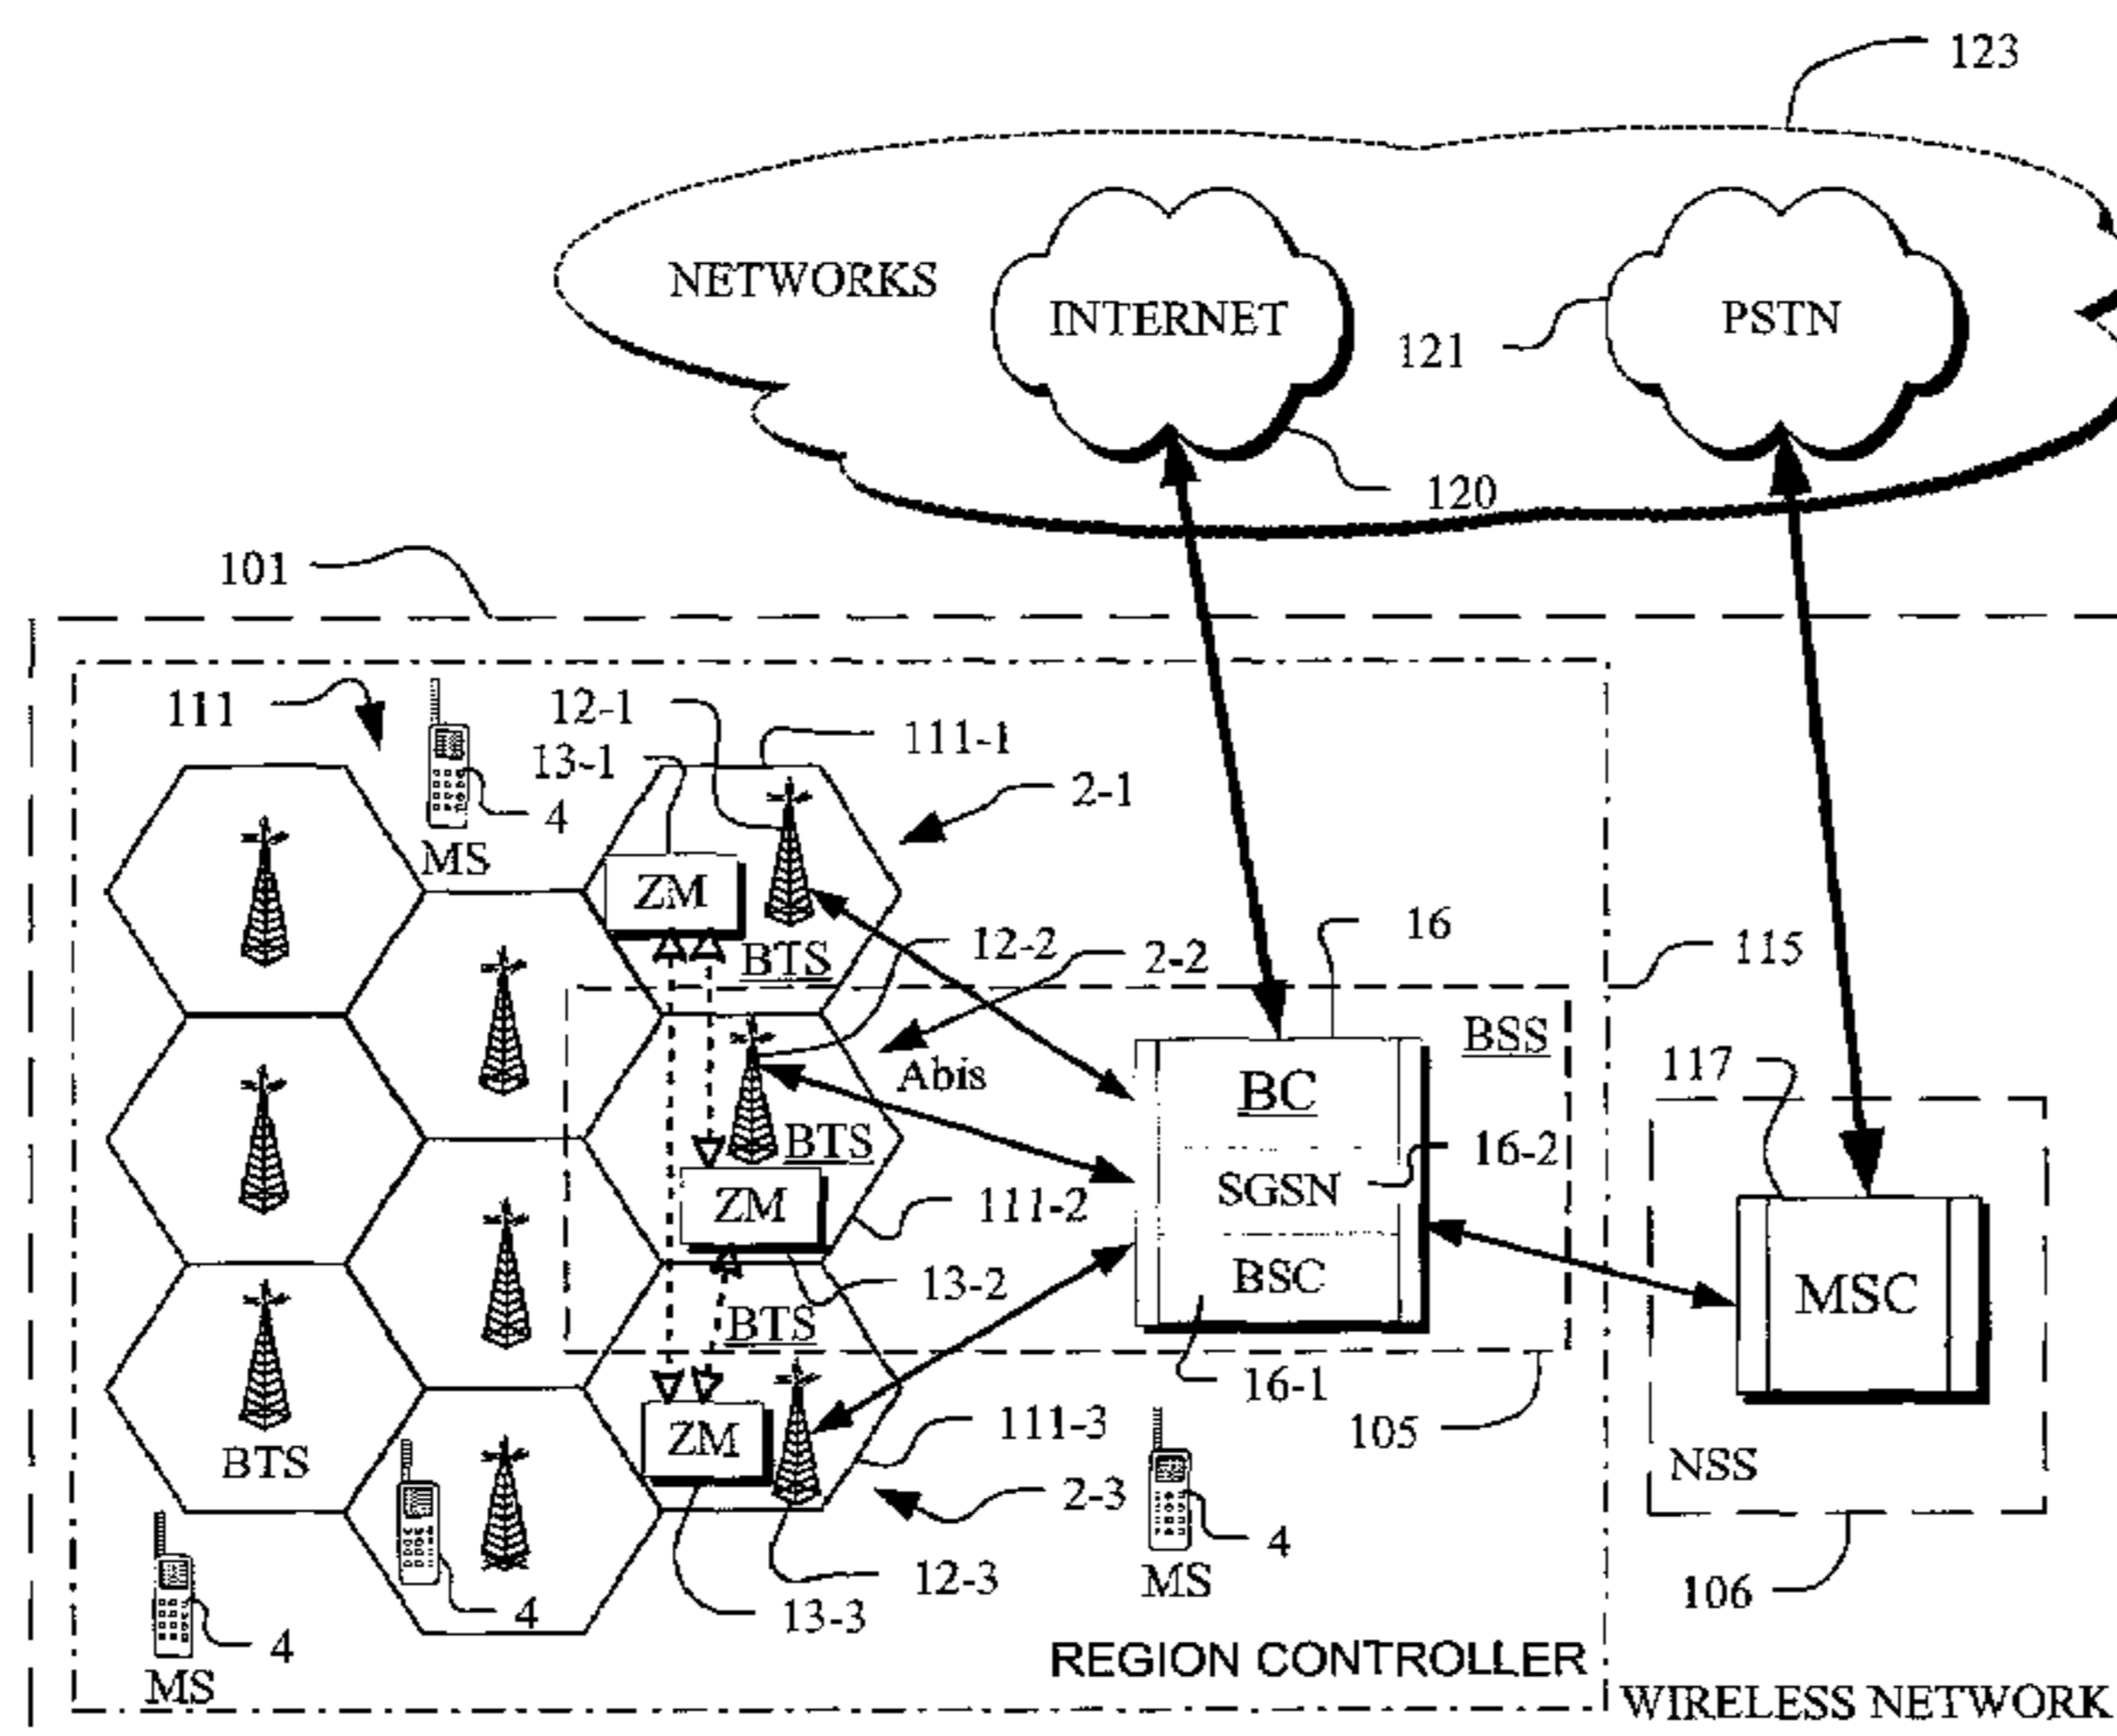 123
NETWORKS
INTERNET
121
PSTN
120
101
111
12-1
13-1
111-1
2-1
4
MS
ZM
BTS
12-2
2-2
16
115
BSS
Abis
BC
117
BTS
16-2
SGSN
ZM
111-2
13-2
BSC
MSC
BTS
16-1
105
ZM
111-3
NSS
BTS
2-3
4
12-3
MS
106
4
13-3
4
MS
REGION CONTROLLER
WIRELESS NETWORK